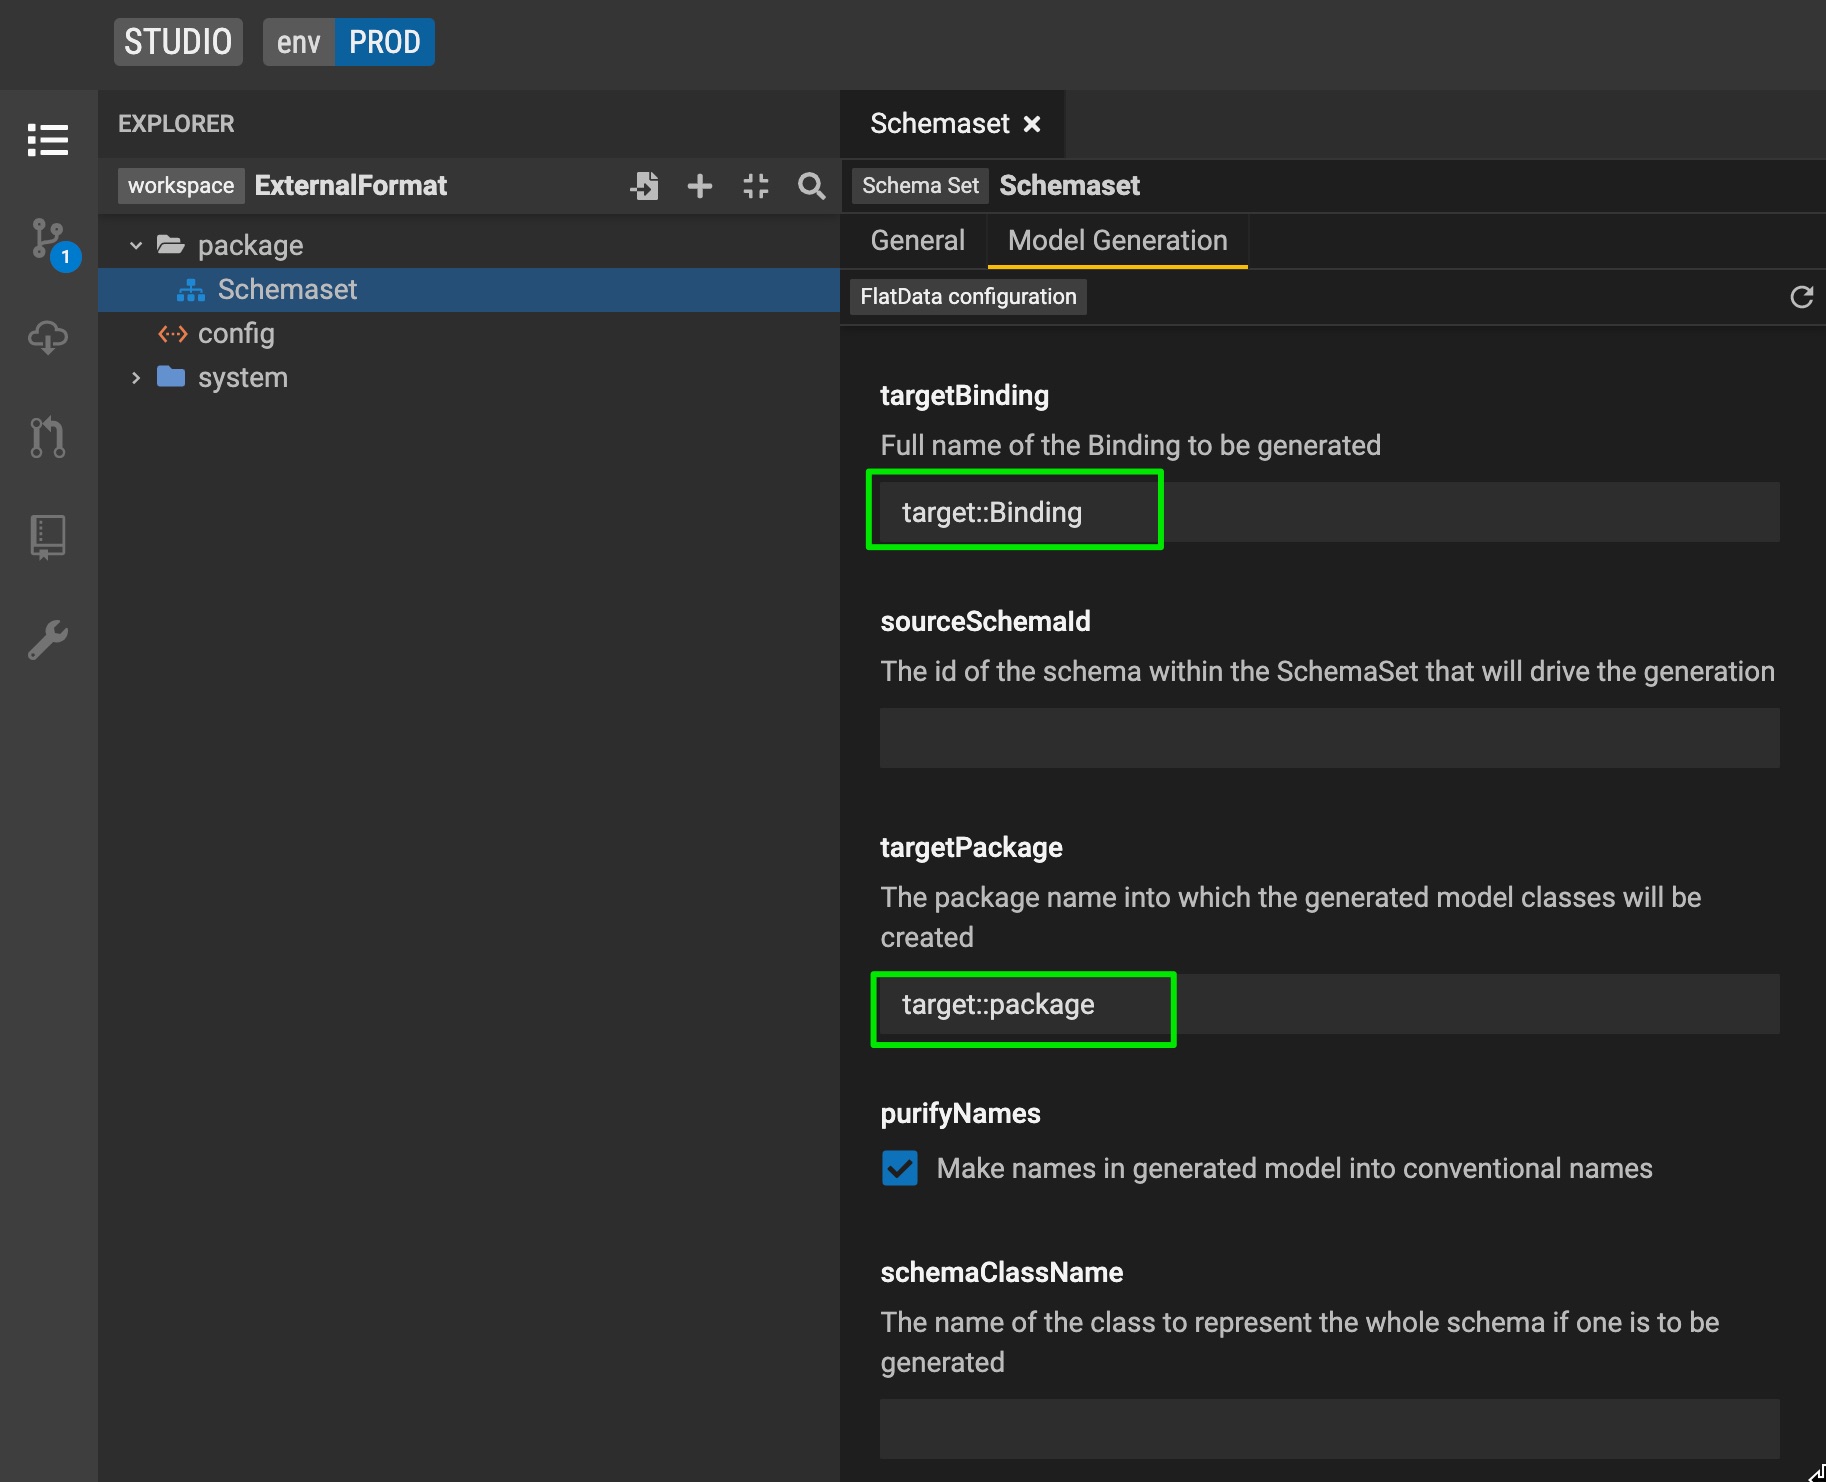 STUDIO env PROD
EXPLORER
workspace ExternalFormat
1
package
Schemaset
config
system
Schemaset
Schema Set Schemaset
General Model Generation
FlatData configuration
targetBinding
Full name of the Binding to be generated
target::Binding
sourceSchemaId
The id of the schema within the SchemaSet that will drive the generation
targetPackage
The package name into which the generated model classes will be
created
target::package
purifyNames
Make names in generated model into conventional names
schemaClassName
The name of the class to represent the whole schema if one is to be
generated